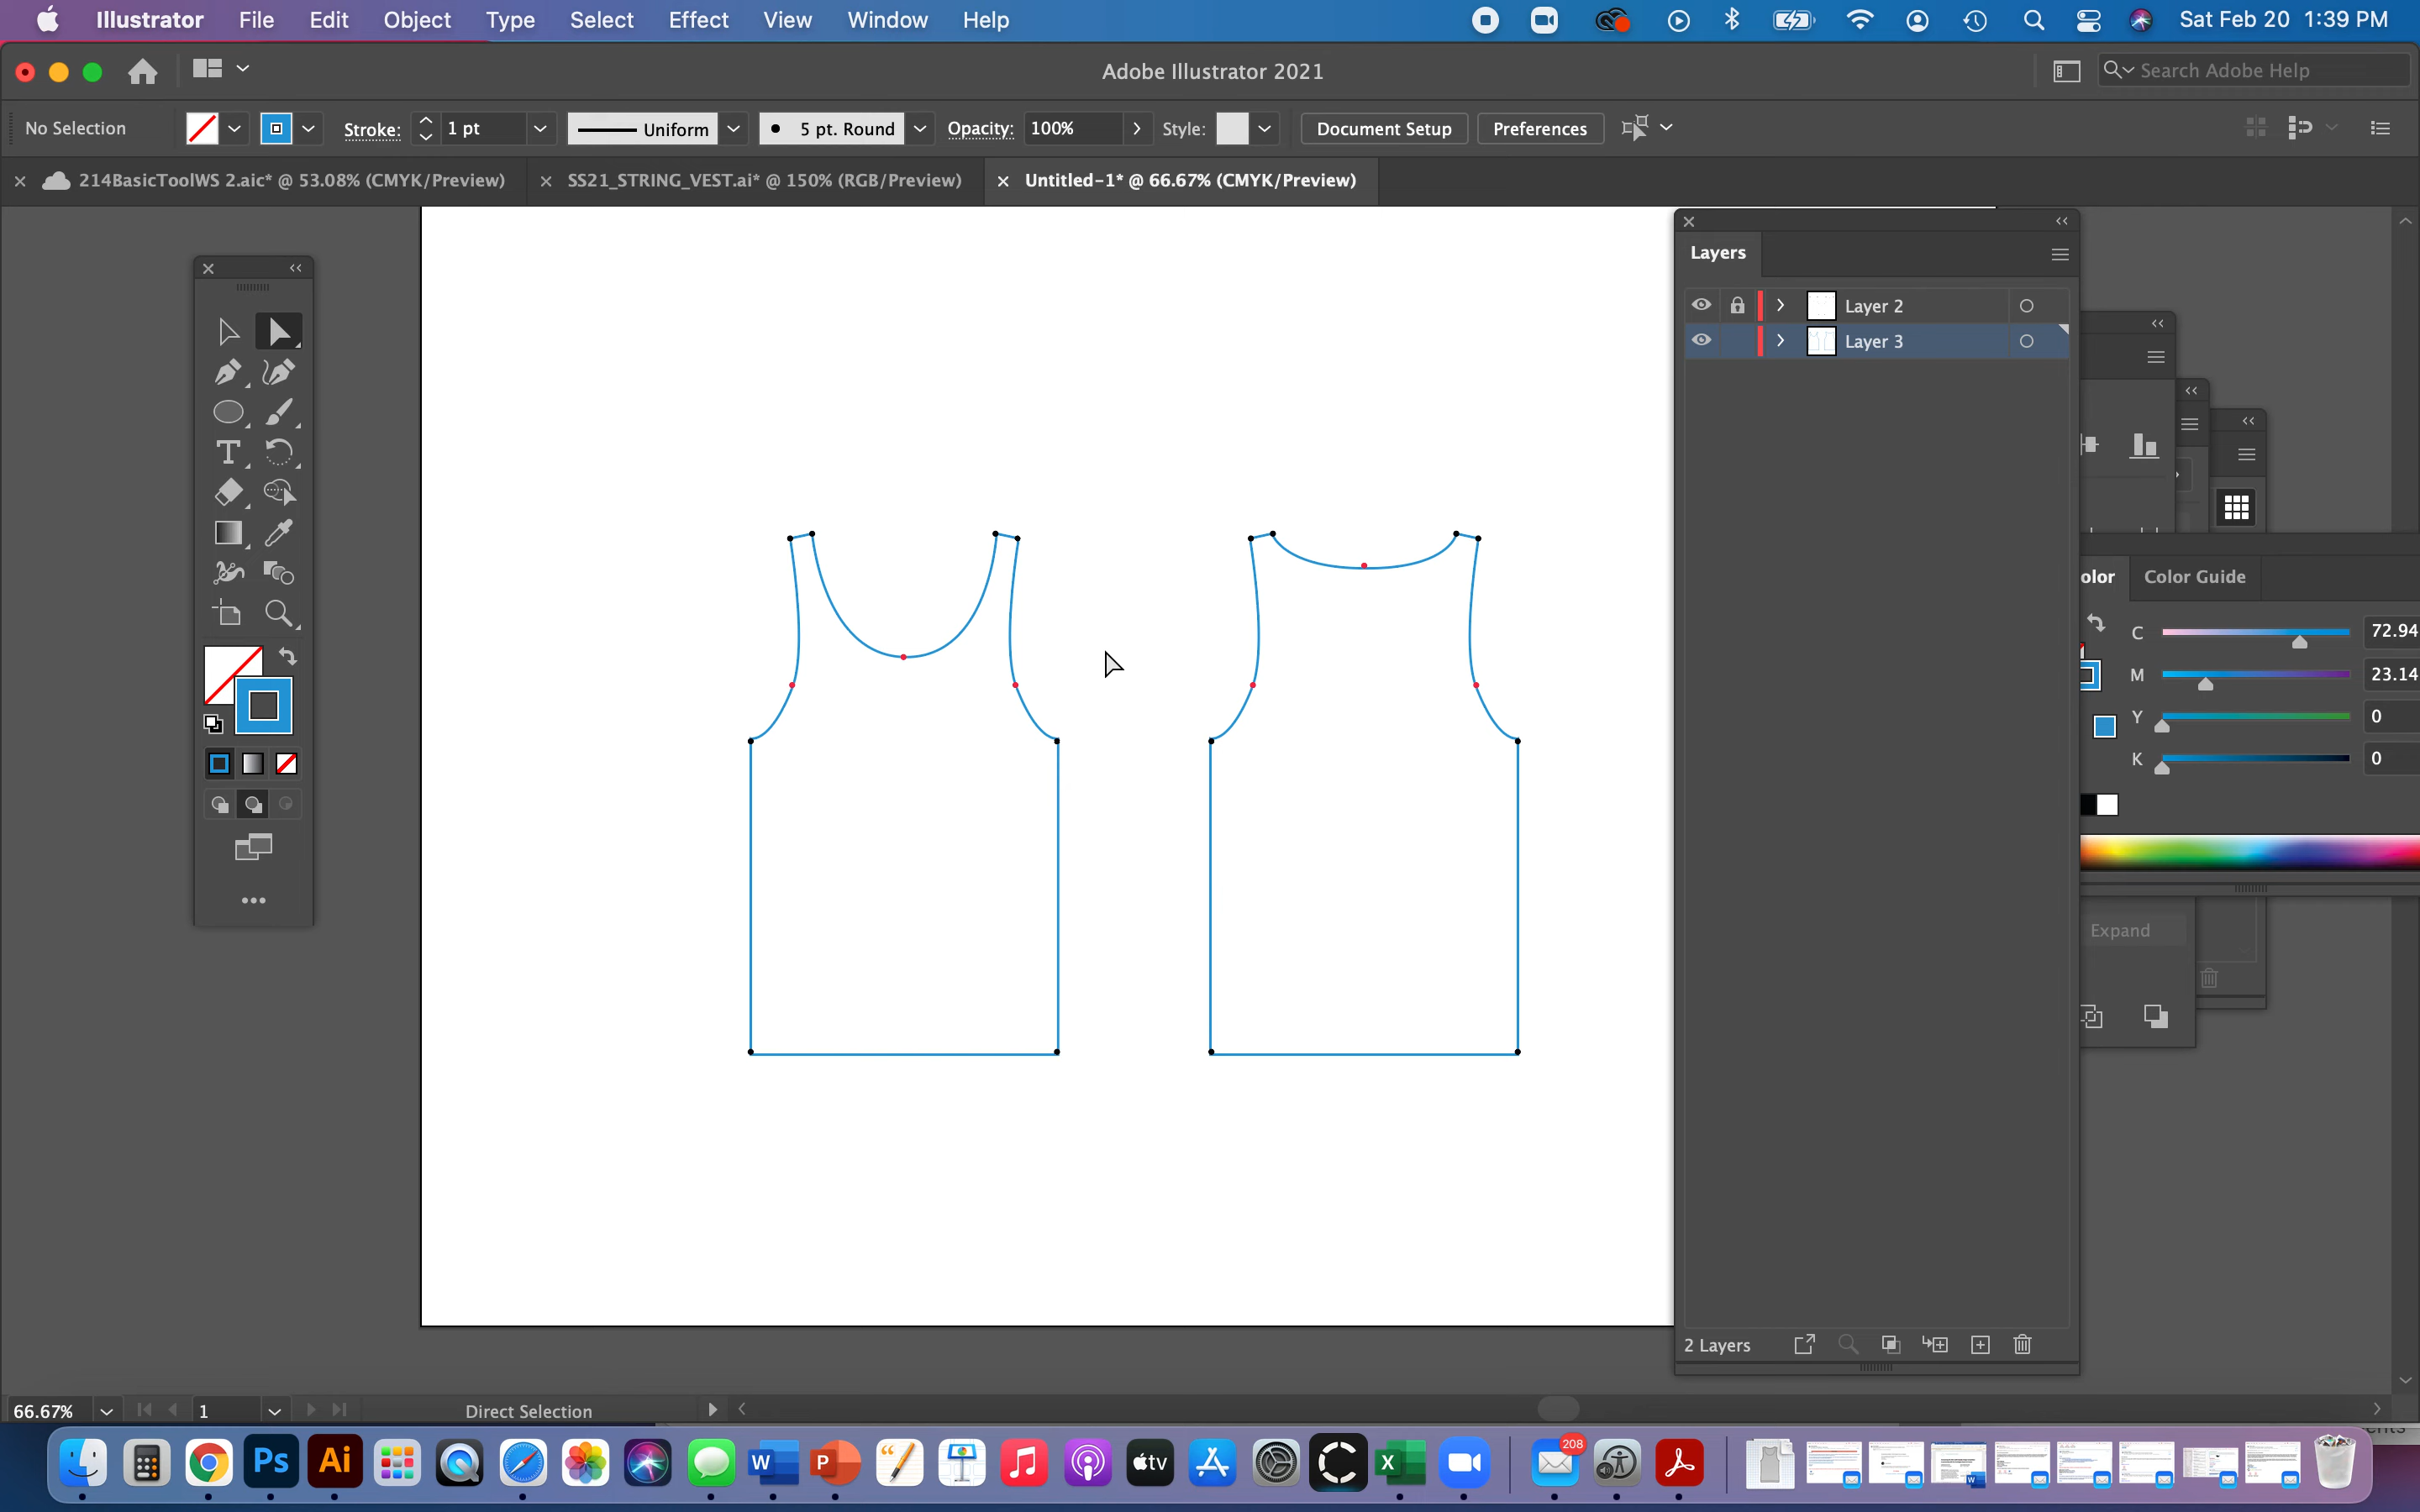 Illustrator File Edit Object Type Select Effect View Window Help Sat Feb 20 1:39 PM
Adobe Illustrator 2021
Search Adobe Help
No Selection Stroke: 1 pt Uniform 5 pt. Round Opacity: 100% Style: Document Setup Preferences
214BasicToolWS 2.aic* @ 53.08% (CMYK/Preview) SS21_STRING_VEST.ai* @ 150% (RGB/Preview) Untitled-1* @ 66.67% (CMYK/Preview)
Layers
Layer 2
Layer 3
olor Color Guide
C 72.94
M 23.14
Y 0
K 0
Expand
2 Layers
66.67% 1 Direct Selection
Ps Ai W P tv X W 208